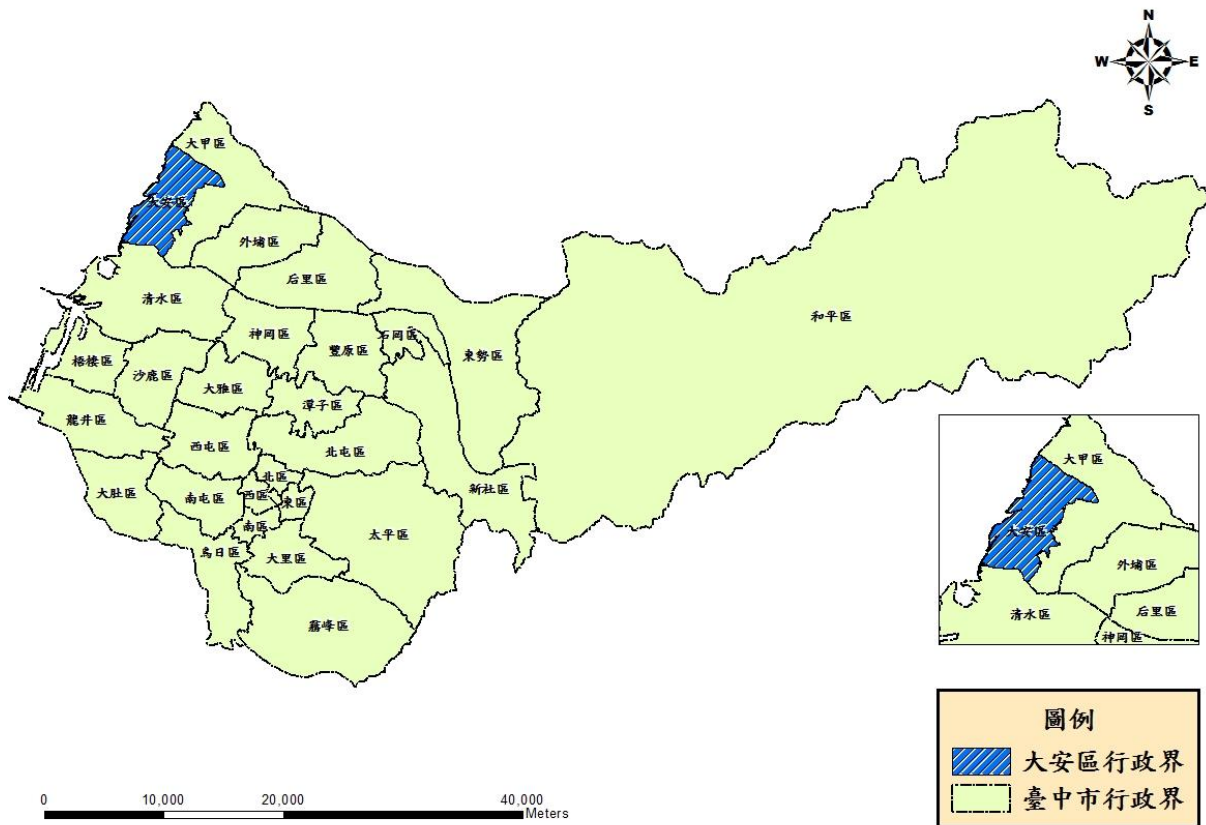 N
W E
S
大甲區
大安區
外埔區
后里區
清水區
和平區
神岡區
豐原區
石岡區
東勢區
梧棲區
沙鹿區
大雅區
潭子區
龍井區
西屯區
北屯區
北區
新社區
大肚區
南屯區
西區
東區
南區
太平區
烏日區
大里區
霧峰區
大甲區
大安區
外埔區
后里區
清水區
神岡區
圖例
大安區行政界
臺中市行政界
0 10,000 20,000 40,000
Meters